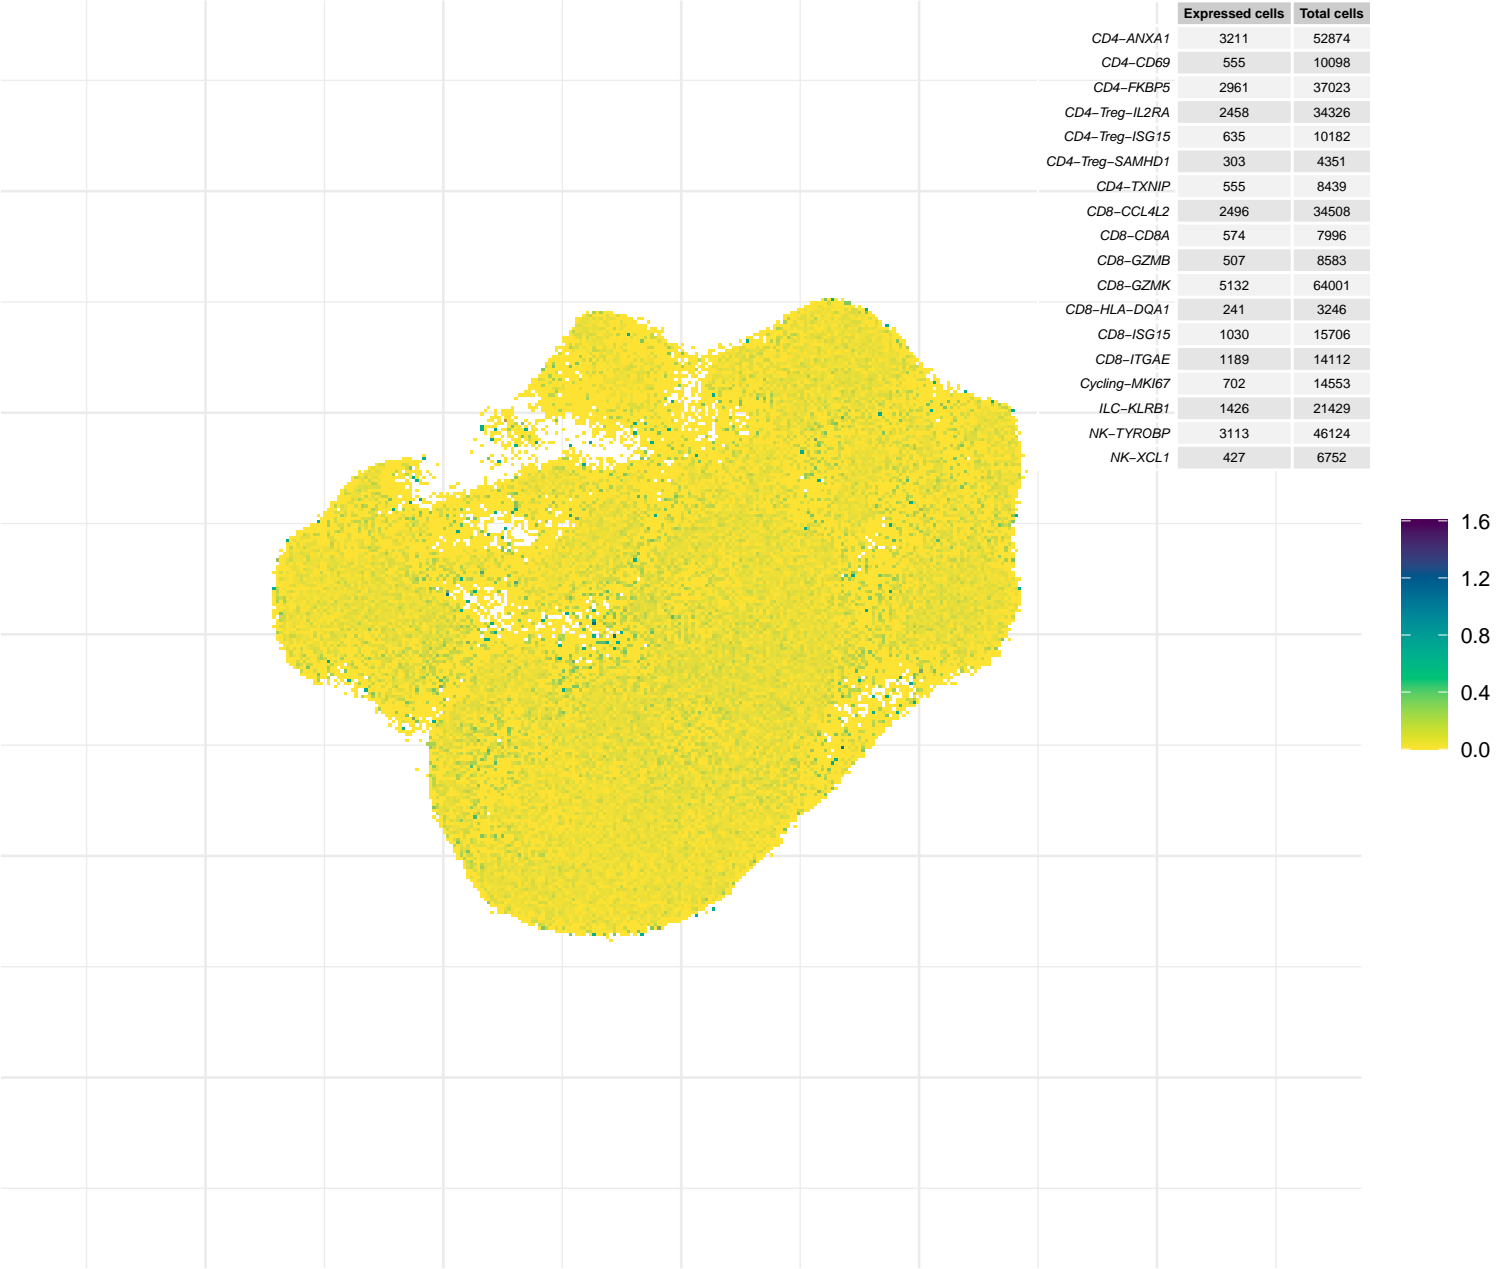 Expressed cells Total cells
CD4−ANXA1 3211 52874
CD4−CD69 555 10098
CD4−FKBP5 2961 37023
CD4−Treg−IL2RA 2458 34326
CD4−Treg−ISG15 635 10182
CD4−Treg−SAMHD1 303 4351
CD4−TXNIP 555 8439
CD8−CCL4L2 2496 34508
CD8−CD8A 574 7996
CD8−GZMB 507 8583
CD8−GZMK 5132 64001
CD8−HLA−DQA1 241 3246
CD8−ISG15 1030 15706
CD8−ITGAE 1189 14112
Cycling−MKI67 702 14553
ILC−KLRB1 1426 21429
NK−TYROBP 3113 46124
NK−XCL1 427 6752
1.6
1.2
0.8
0.4
0.0